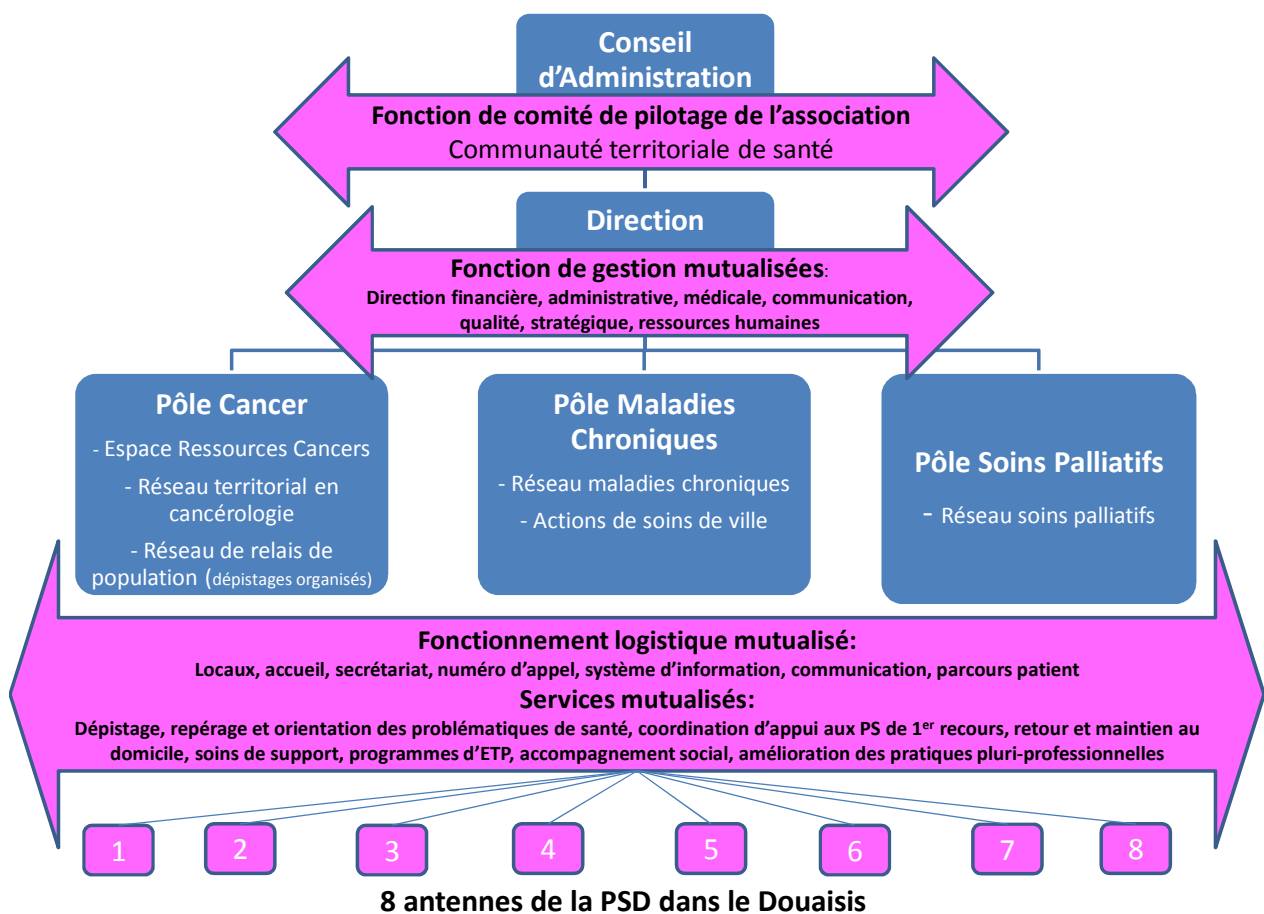 Conseil
d'Administration
Fonction de comité de pilotage de l'association
Communauté territoriale de santé
Direction
Fonction de gestion mutualisées:
Direction financière, administrative, médicale, communication,
qualité, stratégique, ressources humaines
Pôle Cancer
- Espace Ressources Cancers
- Réseau territorial en
cancérologie
- Réseau de relais de
population (dépistages organisés)
Pôle Maladies
Chroniques
- Réseau maladies chroniques
- Actions de soins de ville
Pôle Soins Palliatifs
- Réseau soins palliatifs
Fonctionnement logistique mutualisé:
Locaux, accueil, secrétariat, numéro d'appel, système d'information, communication, parcours patient
Services mutualisés:
Dépistage, repérage et orientation des problématiques de santé, coordination d'appui aux PS de 1er recours, retour et maintien au
domicile, soins de support, programmes d'ETP, accompagnement social, amélioration des pratiques pluri-professionnelles
1 2 3 4 5 6 7 8
8 antennes de la PSD dans le Douaisis